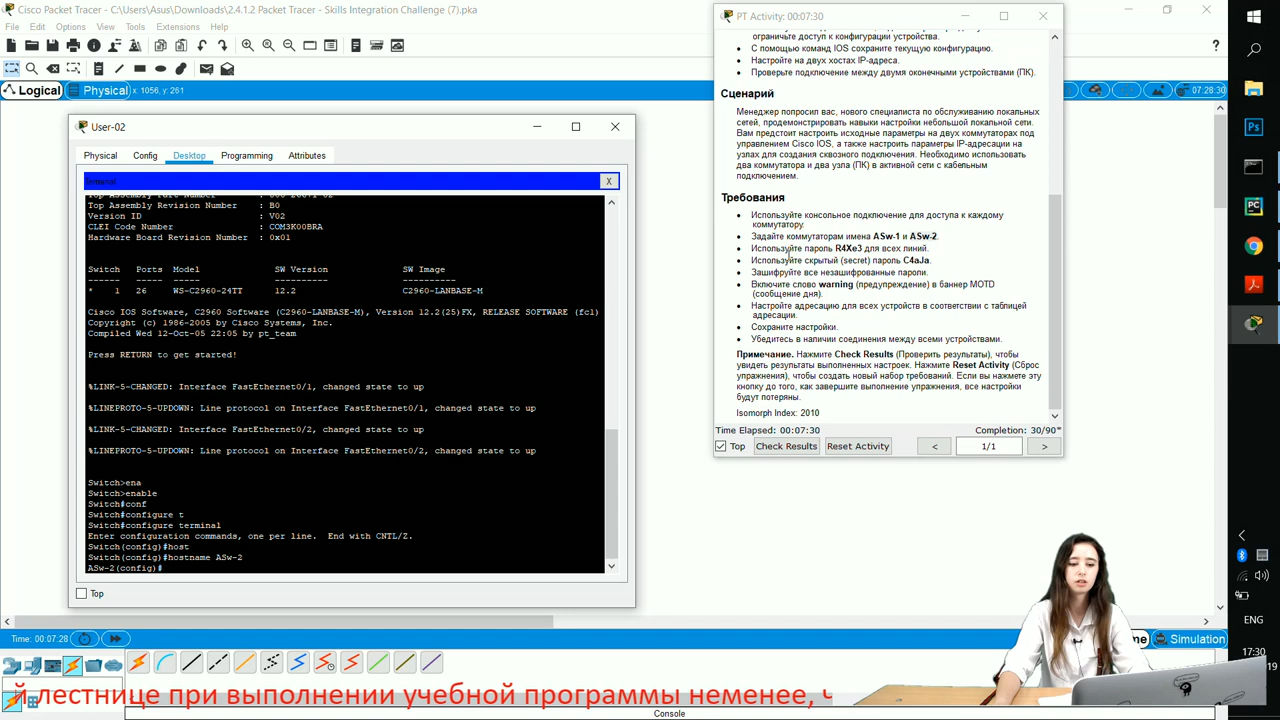 Cisco Packet Tracer - C:\Users\Asus\Downloads\2.4.1.2 Packet Tracer - Skills Integration Challenge (7).pka
File Edit Options View Tools Extensions Help
Logical Physical x: 1056, y: 261
07:28:30
PT Activity: 00:07:30
ограничьте доступ к конфигурации устройства.
С помощью команд IOS сохраните текущую конфигурацию.
Настройте на двух хостах IP-адреса.
Проверьте подключение между двумя оконечными устройствами (ПК).
Сценарий
Менеджер попросил вас, нового специалиста по обслуживанию локальных
сетей, продемонстрировать навыки настройки небольшой локальной сети.
Вам предстоит настроить исходные параметры на двух коммутаторах под
управлением Cisco IOS, а также настроить параметры IP-адресации на
узлах для создания сквозного подключения. Необходимо использовать
два коммутатора и два узла (ПК) в активной сети с кабельным
подключением.
Требования
Используйте консольное подключение для доступа к каждому
коммутатору.
Задайте коммутаторам имена ASw-1 и ASw-2.
Используйте пароль R4Xe3 для всех линий.
Используйте скрытый (secret) пароль C4aJa.
Зашифруйте все незашифрованные пароли.
Включите слово warning (предупреждение) в баннер MOTD
(сообщение дня).
Настройте адресацию для всех устройств в соответствии с таблицей
адресации.
Сохраните настройки.
Убедитесь в наличии соединения между всеми устройствами.
Примечание. Нажмите Check Results (Проверить результаты), чтобы
увидеть результаты выполненных настроек. Нажмите Reset Activity (Сброс
упражнения), чтобы создать новый набор требований. Если вы нажмете эту
кнопку до того, как завершите выполнение упражнения, все настройки
будут потеряны.
Isomorph Index: 2010
Time Elapsed: 00:07:30 Completion: 30/90"
Top Check Results Reset Activity < 1/1 >
User-02
Physical Config Desktop Programming Attributes
Terminal X
Top Assembly Revision Number : B0
Version ID : V02
CLEI Code Number : COM3K00BRA
Hardware Board Revision Number : 0x01
Switch Ports Model SW Version SW Image
------ ----- ----- ---------- ----------
* 1 26 WS-C2960-24TT 12.2 C2960-LANBASE-M
Cisco IOS Software, C2960 Software (C2960-LANBASE-M), Version 12.2(25)FX, RELEASE SOFTWARE (fc1)
Copyright (c) 1986-2005 by Cisco Systems, Inc.
Compiled Wed 12-Oct-05 22:05 by pt_team
Press RETURN to get started!
%LINK-5-CHANGED: Interface FastEthernet0/1, changed state to up
%LINEPROTO-5-UPDOWN: Line protocol on Interface FastEthernet0/1, changed state to up
%LINK-5-CHANGED: Interface FastEthernet0/2, changed state to up
%LINEPROTO-5-UPDOWN: Line protocol on Interface FastEthernet0/2, changed state to up
Switch>ena
Switch>enable
Switch#conf
Switch#configure t
Switch#configure terminal
Enter configuration commands, one per line. End with CNTL/Z.
Switch(config)#host
Switch(config)#hostname ASw-2
ASw-2(config)#
Top
Time: 00:07:28
Simulation
й лестнице при выполнении учебной программы неменее, ч
Console
ENG
17:30